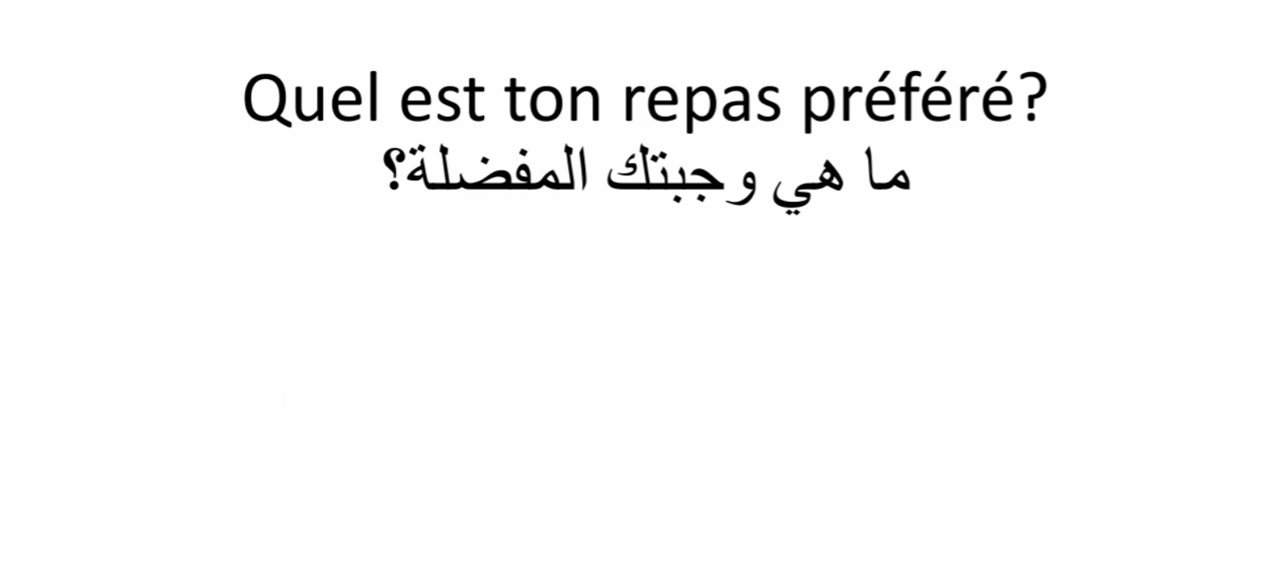 Quel est ton repas préféré?
ما هي وجبتك المفضلة؟